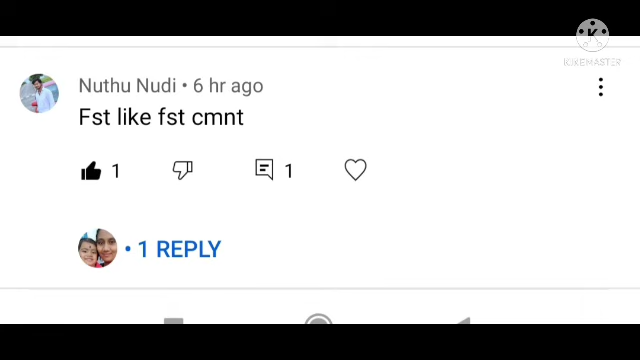 KINEMASTER
Nuthu Nudi • 6 hr ago
Fst like fst cmnt
1
1
• 1 REPLY